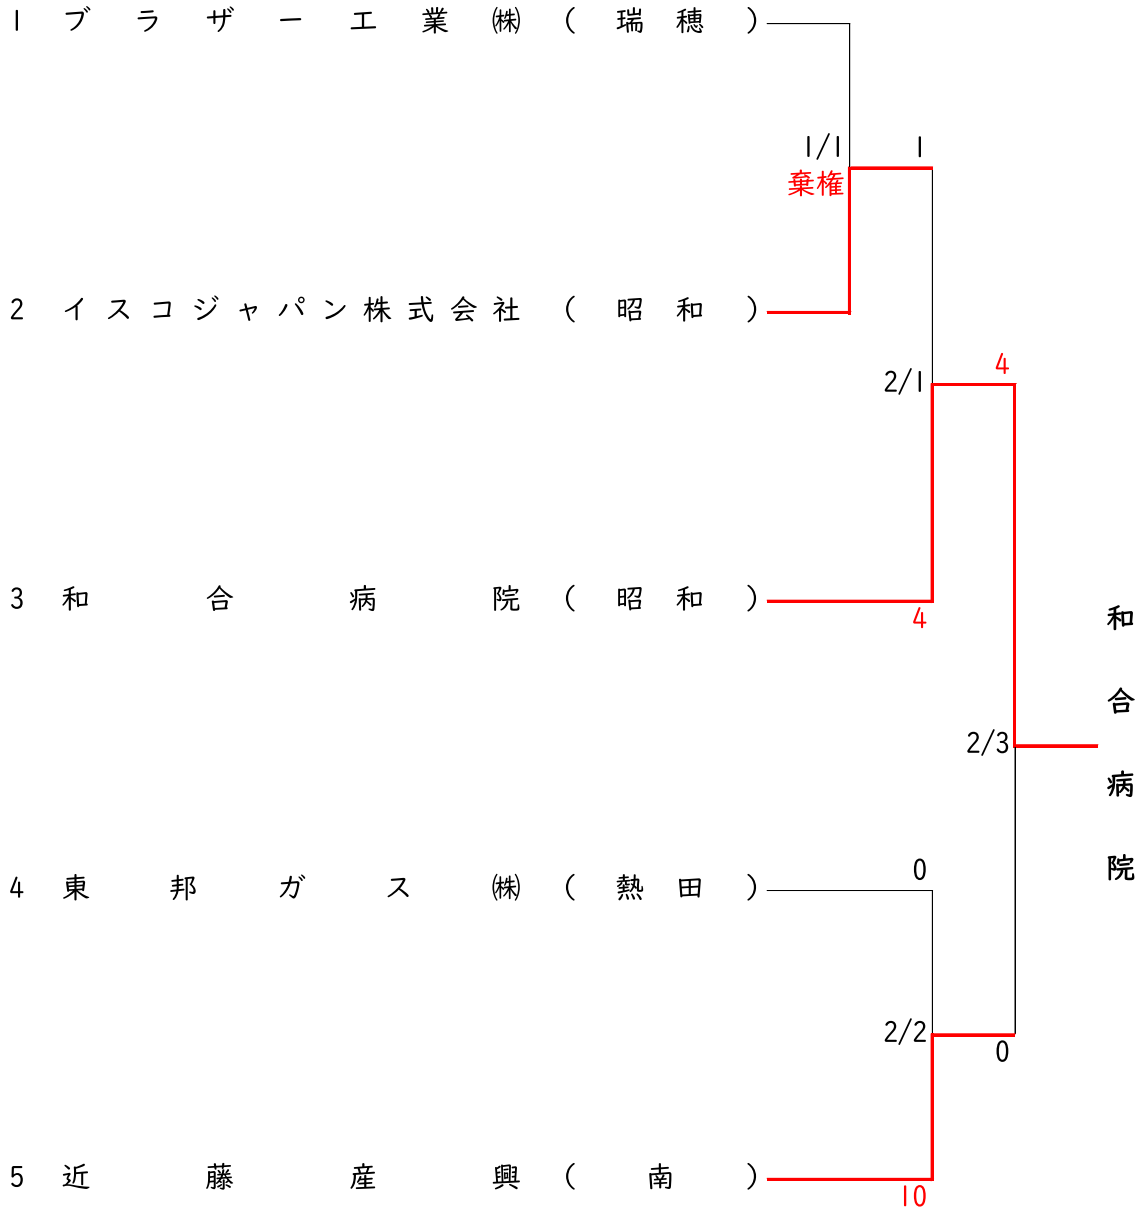 1 ブラザー工業㈱(瑞穂)
1/1 1
棄権
2 イスコジャパン株式会社(昭和)
4
2/1
3 和合病院(昭和)
4
和合病院
2/3
0
4 東邦ガス㈱(熱田)
2/2
0
5 近藤産興(南)
10